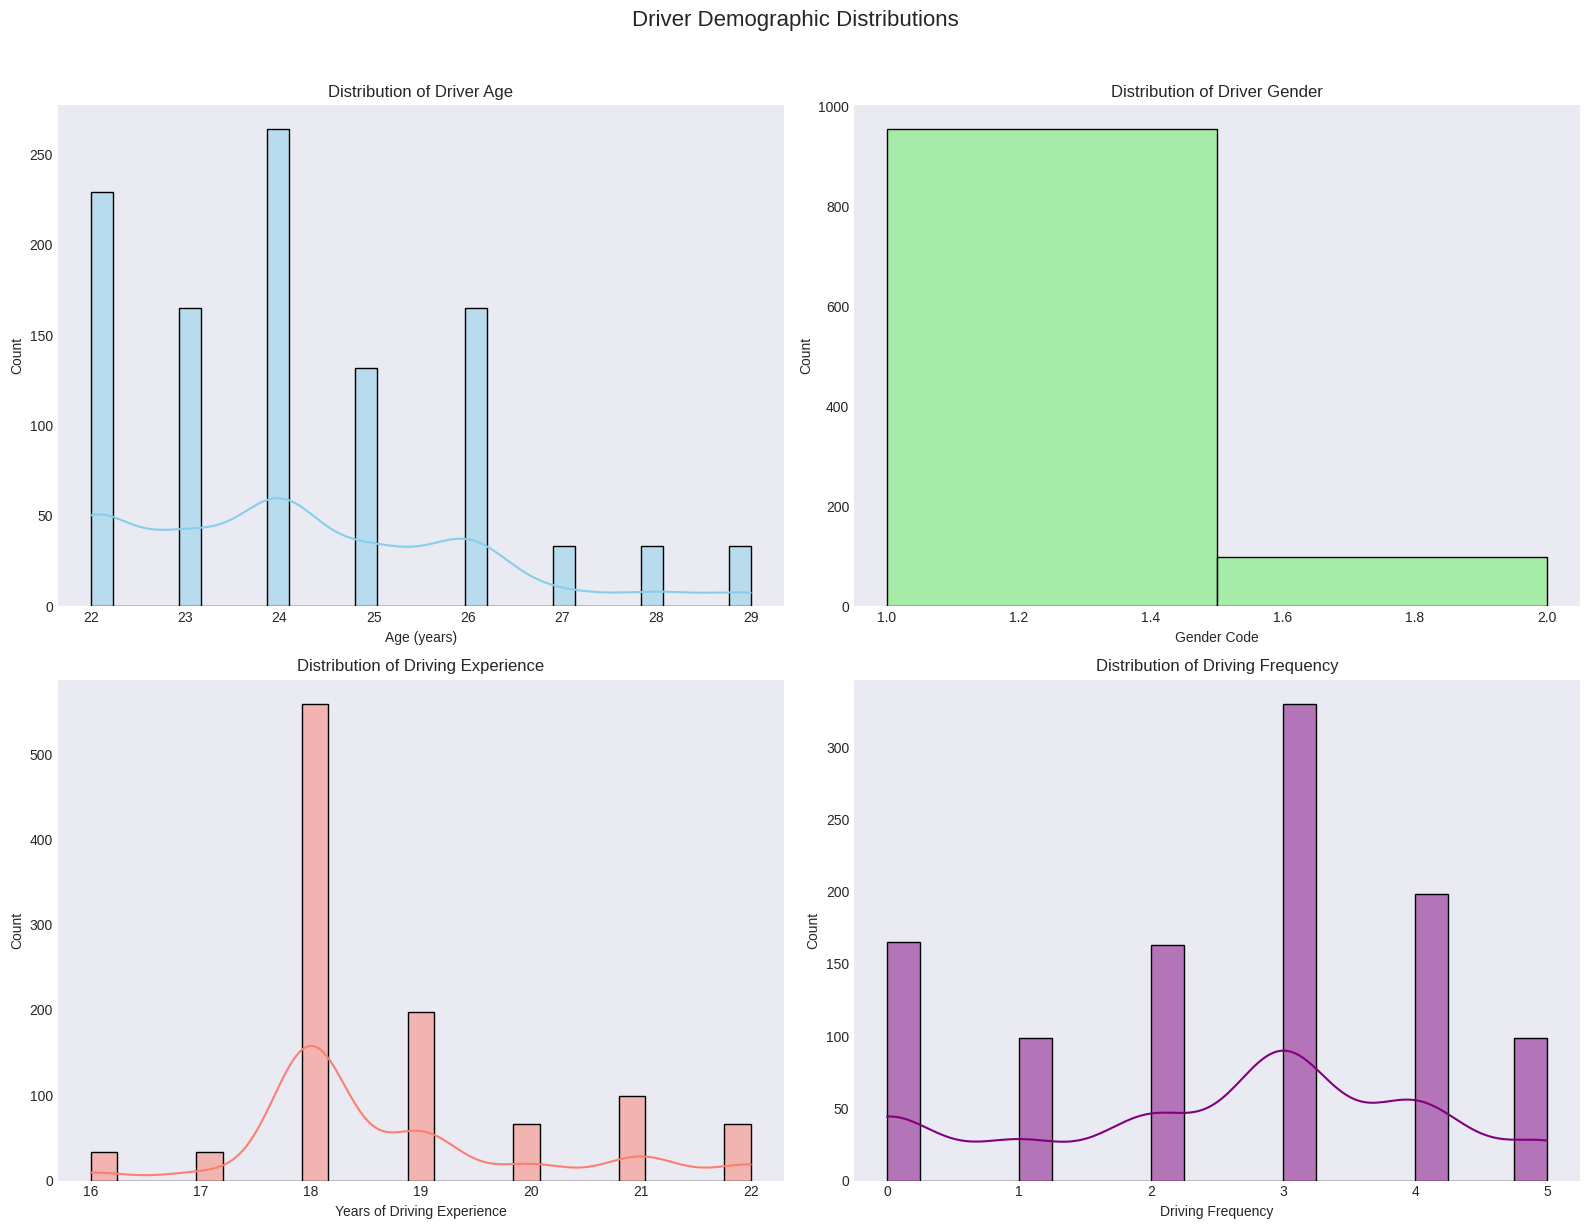 Driver Demographic Distributions
Distribution of Driver Age
250
200
150
100
50
0
22 23 24 25 26 27 28 29
Count
Age (years)
Distribution of Driver Gender
1000
800
600
400
200
0
1.0 1.2 1.4 1.6 1.8 2.0
Count
Gender Code
Distribution of Driving Experience
500
400
300
200
100
0
16 17 18 19 20 21 22
Count
Years of Driving Experience
Distribution of Driving Frequency
300
250
200
150
100
50
0
0 1 2 3 4 5
Count
Driving Frequency